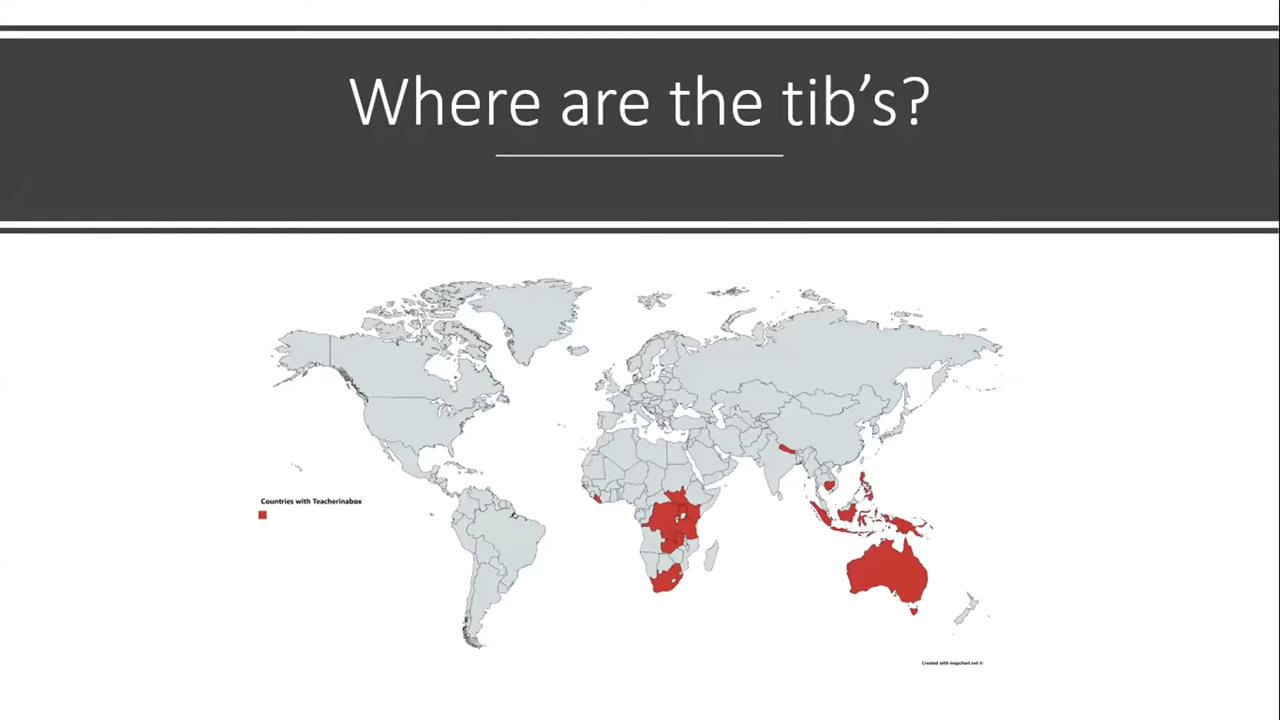 Where are the tib’s?
Countries with Teacherinabox
Created with mapchart.net ©